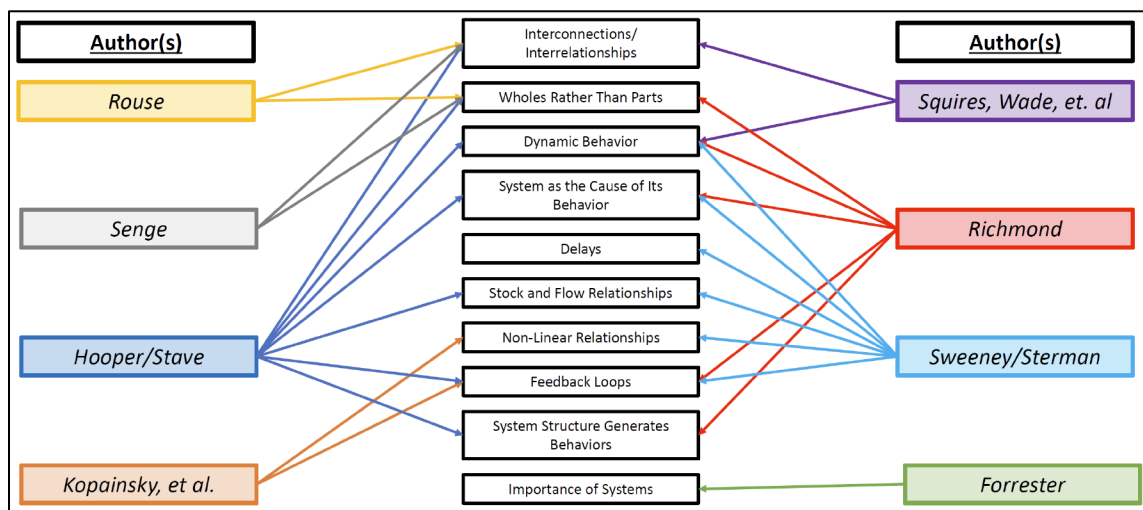 Author(s)
Rouse
Senge
Hooper/Stave
Kopainsky, et al.
Interconnections/
Interrelationships
Wholes Rather Than Parts
Dynamic Behavior
System as the Cause of Its
Behavior
Delays
Stock and Flow Relationships
Non-Linear Relationships
Feedback Loops
System Structure Generates
Behaviors
Importance of Systems
Author(s)
Squires, Wade, et. al
Richmond
Sweeney/Sterman
Forrester